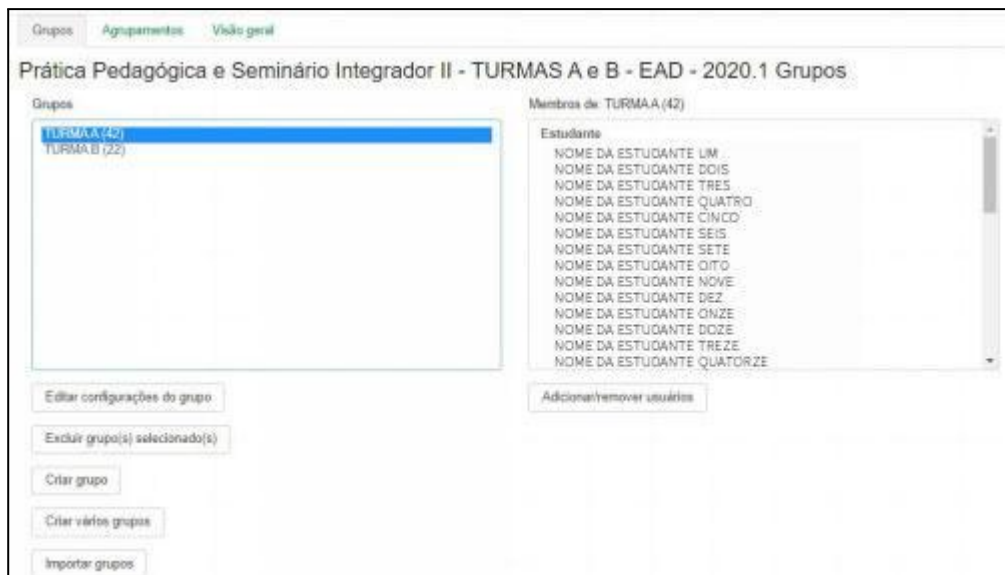 Grupos Agrupamentos Visão geral
Prática Pedagógica e Seminário Integrador II - TURMAS A e B - EAD - 2020.1 Grupos
Grupos
TURMA A (42)
TURMA B (22)
Editar configurações do grupo
Excluir grupo(s) selecionado(s)
Criar grupo
Criar vários grupos
Importar grupos
Membros de: TURMA A (42)
Estudante
NOME DA ESTUDANTE UM
NOME DA ESTUDANTE DOIS
NOME DA ESTUDANTE TRES
NOME DA ESTUDANTE QUATRO
NOME DA ESTUDANTE CINCO
NOME DA ESTUDANTE SEIS
NOME DA ESTUDANTE SETE
NOME DA ESTUDANTE OITO
NOME DA ESTUDANTE NOVE
NOME DA ESTUDANTE DEZ
NOME DA ESTUDANTE ONZE
NOME DA ESTUDANTE DOZE
NOME DA ESTUDANTE TREZE
NOME DA ESTUDANTE QUATORZE
Adicionar/remover usuários